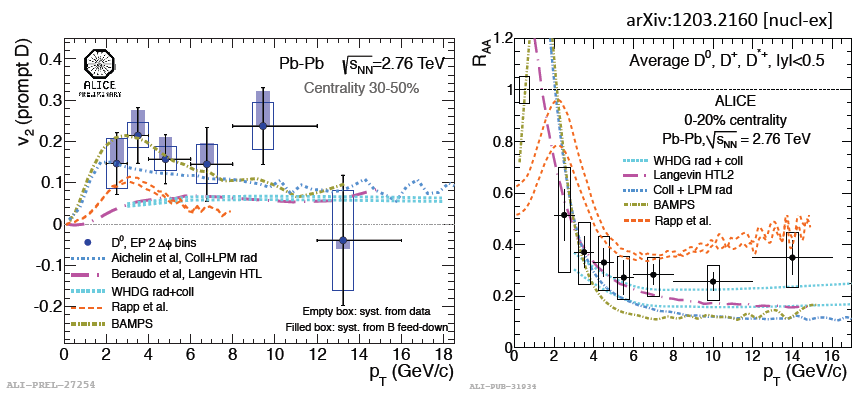 arXiv:1203.2160 [nucl-ex]
v2 (prompt D)
0.4
0.3
0.2
0.1
0
-0.1
-0.2
ALICE
PRELIMINARY
Pb-Pb √sNN=2.76 TeV
Centrality 30-50%
D0, EP 2 Δϕ bins
Aichelin et al, Coll+LPM rad
Beraudo et al, Langevin HTL
WHDG rad+coll
Rapp et al.
BAMPS
Empty box: syst. from data
Filled box: syst. from B feed-down
0 2 4 6 8 10 12 14 16 18
pT (GeV/c)
ALI-PREL-27254
RAA
1.2
1
0.8
0.6
0.4
0.2
0
Average D0, D+, D*+, |y|<0.5
ALICE
0-20% centrality
Pb-Pb,√sNN = 2.76 TeV
WHDG rad + coll
Langevin HTL2
Coll + LPM rad
BAMPS
Rapp et al.
0 2 4 6 8 10 12 14 16
pT (GeV/c)
ALI-PUB-31934